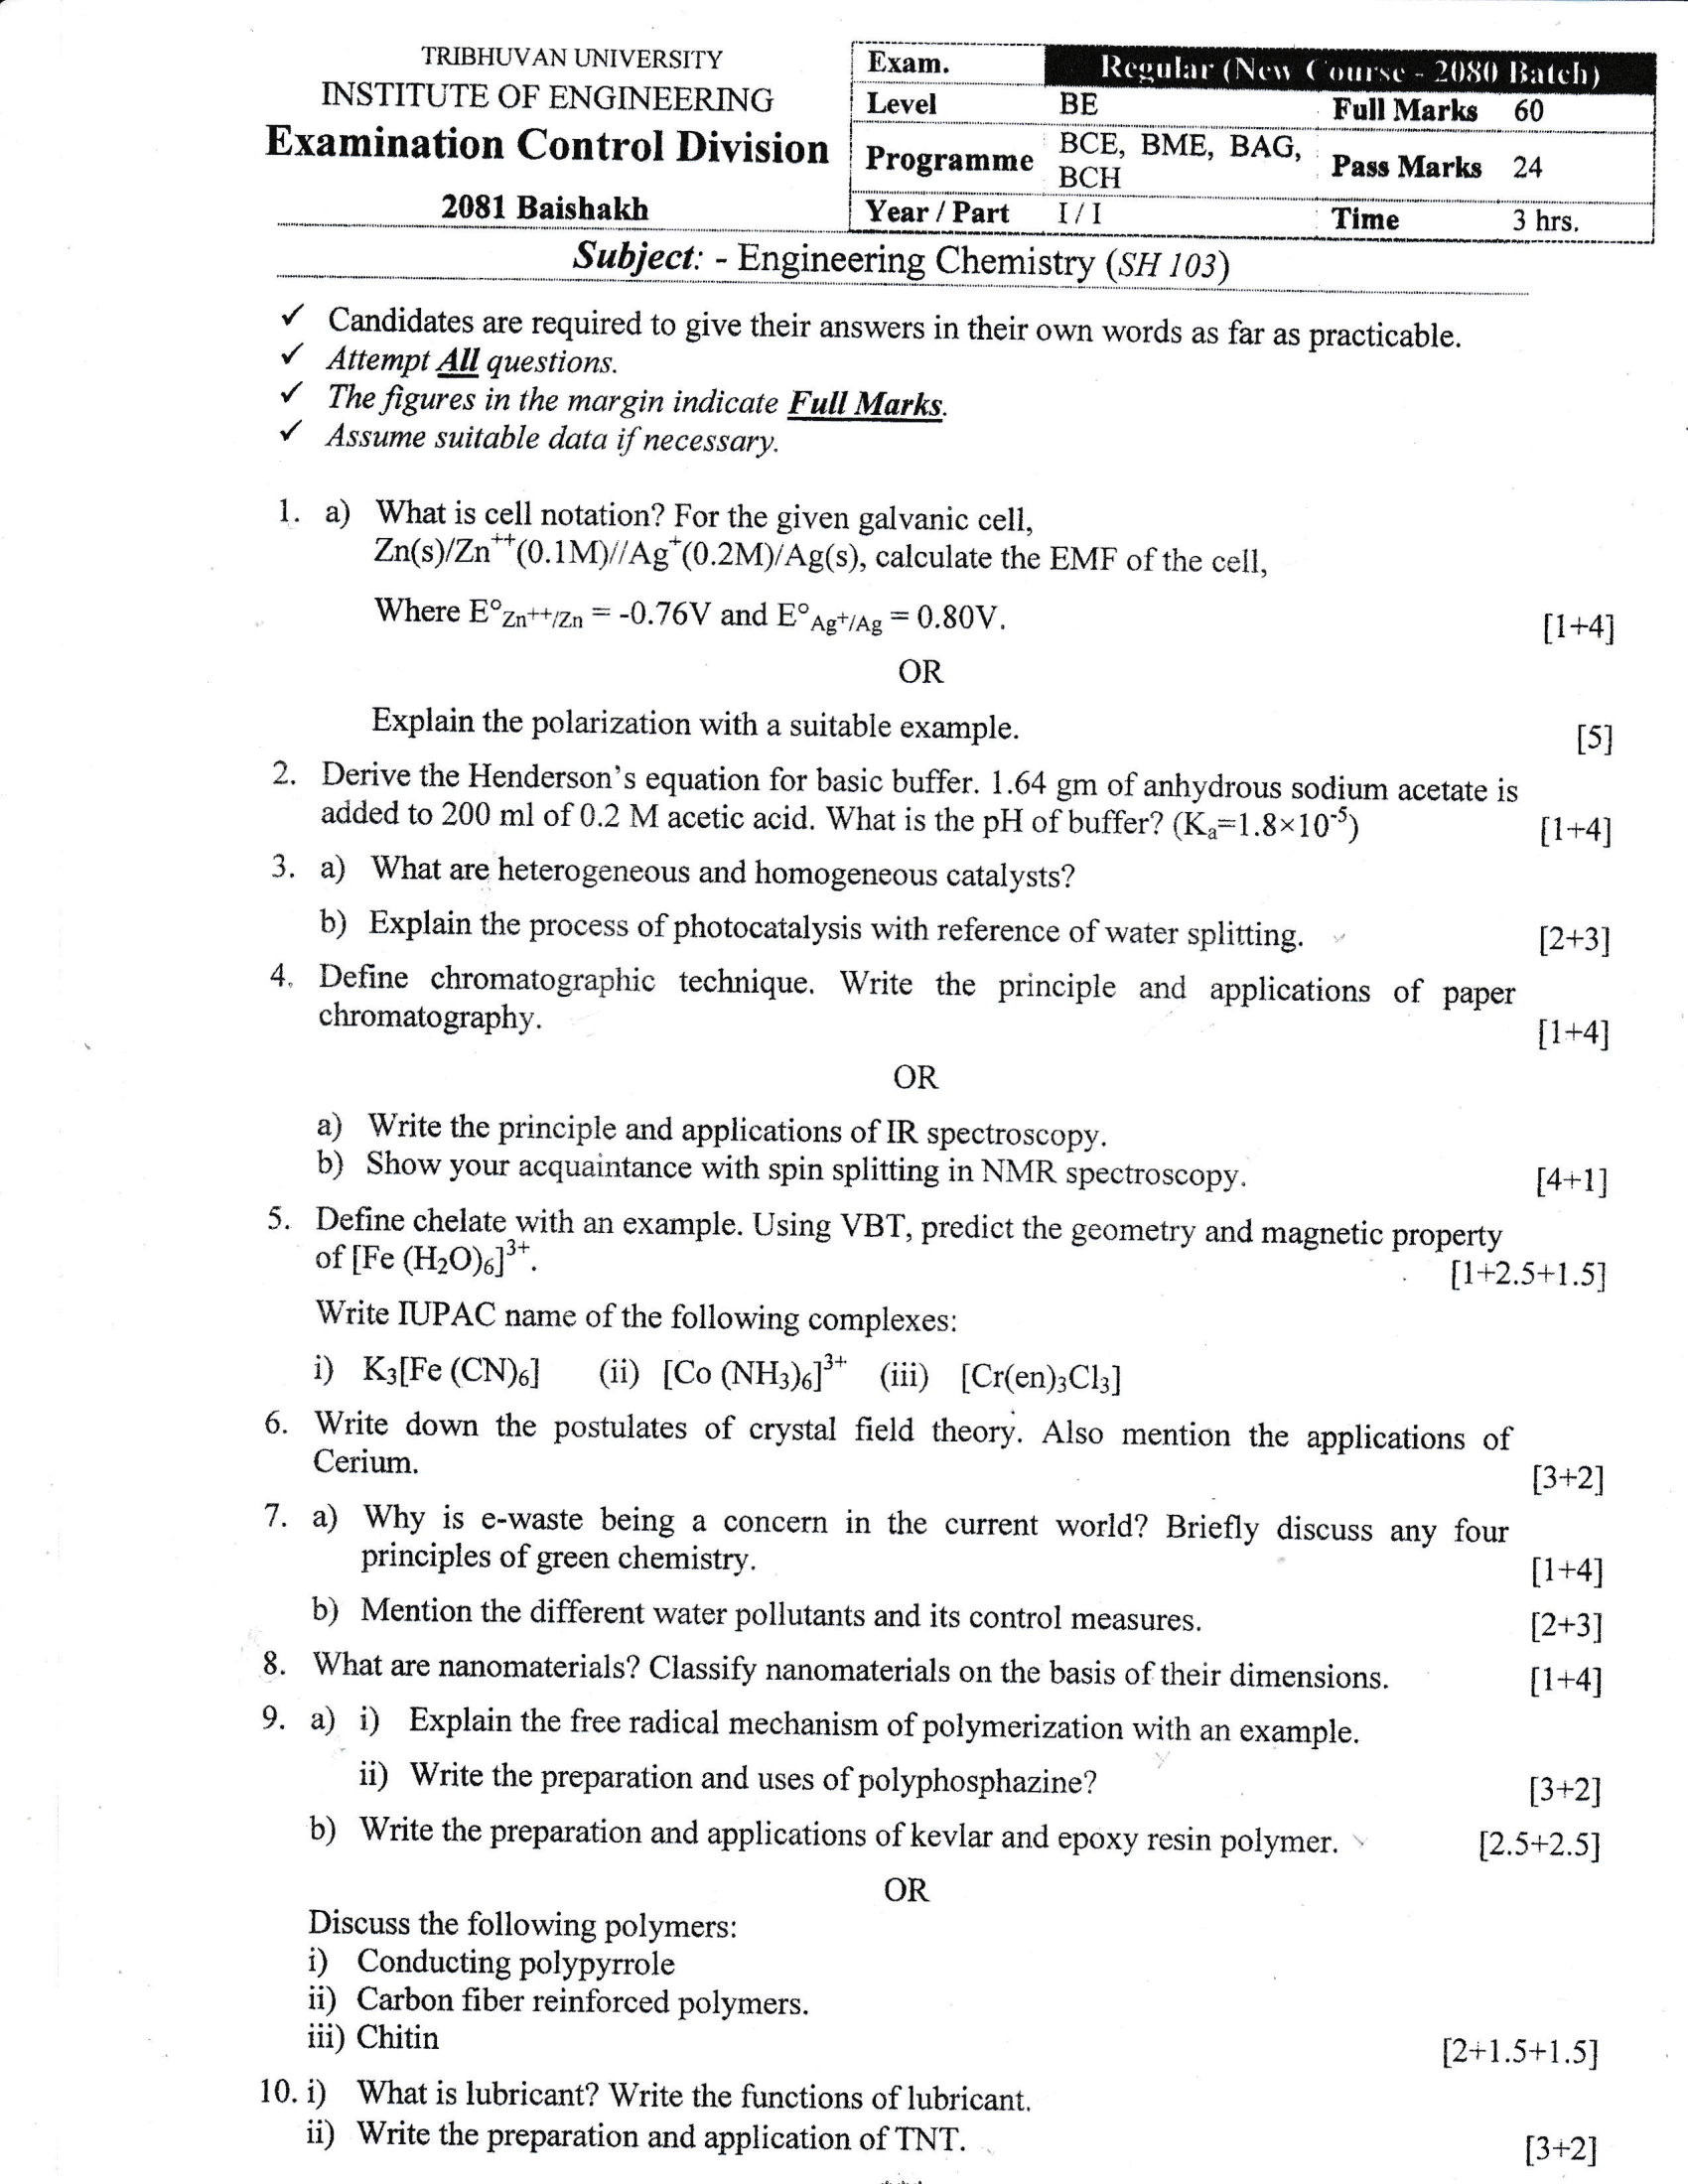 TRIBHUVAN UNIVERSITY
INSTITUTE OF ENGINEERING
Examination Control Division
2081 Baishakh
Exam. Regular (New Course - 2080 Batch)
Level BE Full Marks 60
Programme BCE, BME, BAG, BCH Pass Marks 24
Year / Part I / I Time 3 hrs.
Subject: - Engineering Chemistry (SH 103)
✓ Candidates are required to give their answers in their own words as far as practicable.
✓ Attempt All questions.
✓ The figures in the margin indicate Full Marks.
✓ Assume suitable data if necessary.
1. a) What is cell notation? For the given galvanic cell,
Zn(s)/Zn⁺⁺(0.1M)//Ag⁺(0.2M)/Ag(s), calculate the EMF of the cell,
Where E°Zn++/Zn = -0.76V and E°Ag+/Ag = 0.80V. [1+4]
OR
Explain the polarization with a suitable example. [5]
2. Derive the Henderson's equation for basic buffer. 1.64 gm of anhydrous sodium acetate is
added to 200 ml of 0.2 M acetic acid. What is the pH of buffer? (Kₐ=1.8×10⁻⁵) [1+4]
3. a) What are heterogeneous and homogeneous catalysts?
b) Explain the process of photocatalysis with reference of water splitting. [2+3]
4. Define chromatographic technique. Write the principle and applications of paper
chromatography. [1+4]
OR
a) Write the principle and applications of IR spectroscopy.
b) Show your acquaintance with spin splitting in NMR spectroscopy. [4+1]
5. Define chelate with an example. Using VBT, predict the geometry and magnetic property
of [Fe (H₂O)₆]³⁺. [1+2.5+1.5]
Write IUPAC name of the following complexes:
i) K₃[Fe (CN)₆] (ii) [Co (NH₃)₆]³⁺ (iii) [Cr(en)₃Cl₃]
6. Write down the postulates of crystal field theory. Also mention the applications of
Cerium. [3+2]
7. a) Why is e-waste being a concern in the current world? Briefly discuss any four
principles of green chemistry. [1+4]
b) Mention the different water pollutants and its control measures. [2+3]
8. What are nanomaterials? Classify nanomaterials on the basis of their dimensions. [1+4]
9. a) i) Explain the free radical mechanism of polymerization with an example.
ii) Write the preparation and uses of polyphosphazine? [3+2]
b) Write the preparation and applications of kevlar and epoxy resin polymer. [2.5+2.5]
OR
Discuss the following polymers:
i) Conducting polypyrrole
ii) Carbon fiber reinforced polymers.
iii) Chitin [2+1.5+1.5]
10. i) What is lubricant? Write the functions of lubricant.
ii) Write the preparation and application of TNT. [3+2]
***